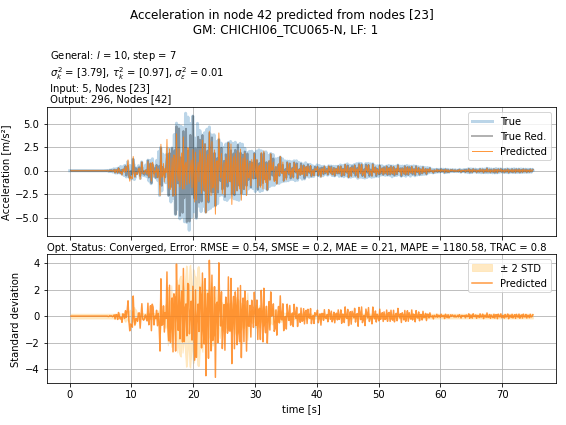 Acceleration in node 42 predicted from nodes [23]
GM: CHICHI06_TCU065-N, LF: 1
General: l = 10, step = 7
σ²ₖ = [3.79], τ²ₖ = [0.97], σ²ᵣ = 0.01
Input: 5, Nodes [23]
Output: 296, Nodes [42]
Acceleration [m/s²]
5.0
2.5
0.0
−2.5
−5.0
True
True Red.
Predicted
Opt. Status: Converged, Error: RMSE = 0.54, SMSE = 0.2, MAE = 0.21, MAPE = 1180.58, TRAC = 0.8
Standard deviation
4
2
0
−2
−4
± 2 STD
Predicted
0 10 20 30 40 50 60 70
time [s]